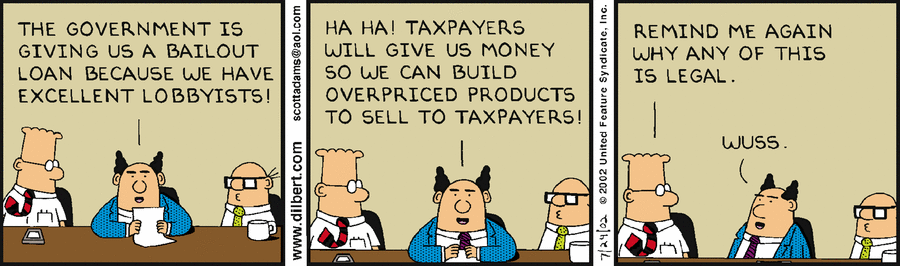 THE GOVERNMENT IS
GIVING US A BAILOUT
LOAN BECAUSE WE HAVE
EXCELLENT LOBBYISTS!
www.dilbert.com
scottadams@aol.com
HA HA! TAXPAYERS
WILL GIVE US MONEY
SO WE CAN BUILD
OVERPRICED PRODUCTS
TO SELL TO TAXPAYERS!
7/24/02 © 2002 United Feature Syndicate, Inc.
REMIND ME AGAIN
WHY ANY OF THIS
IS LEGAL.
WUSS.